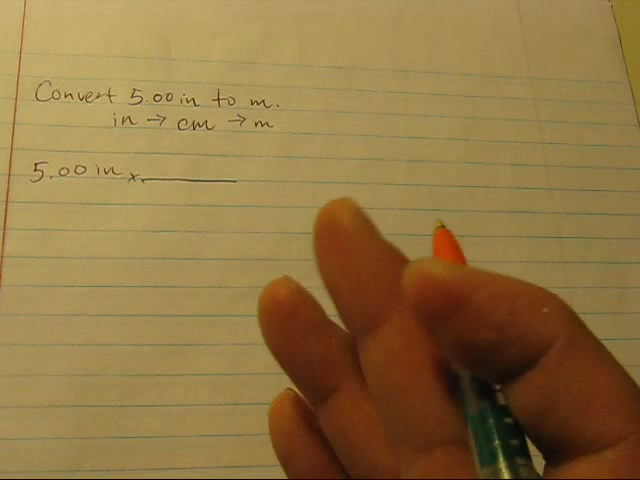 Convert 5.00 in to m.
in → cm → m
5.00 in x